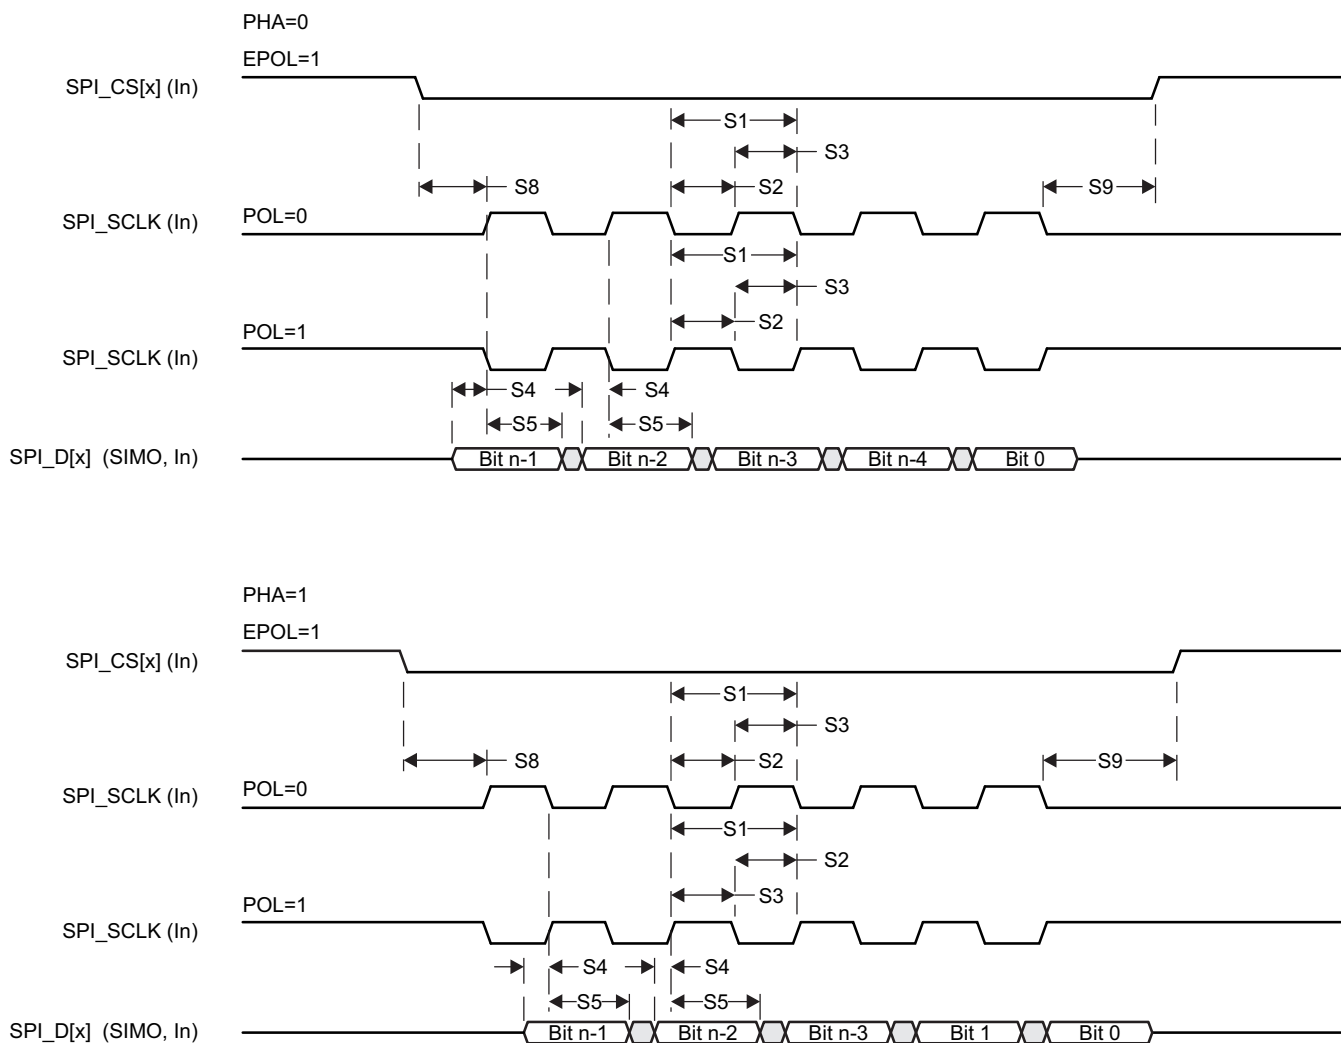 PHA=0
EPOL=1
SPI_CS[x] (In)
S1
S3
S8
S2
S9
POL=0
SPI_SCLK (In)
S1
S3
S2
POL=1
SPI_SCLK (In)
S4
S4
S5
S5
SPI_D[x] (SIMO, In)
Bit n-1
Bit n-2
Bit n-3
Bit n-4
Bit 0
PHA=1
EPOL=1
SPI_CS[x] (In)
S1
S3
S8
S2
S9
POL=0
SPI_SCLK (In)
S1
S2
S3
POL=1
SPI_SCLK (In)
S4
S4
S5
S5
SPI_D[x] (SIMO, In)
Bit n-1
Bit n-2
Bit n-3
Bit 1
Bit 0